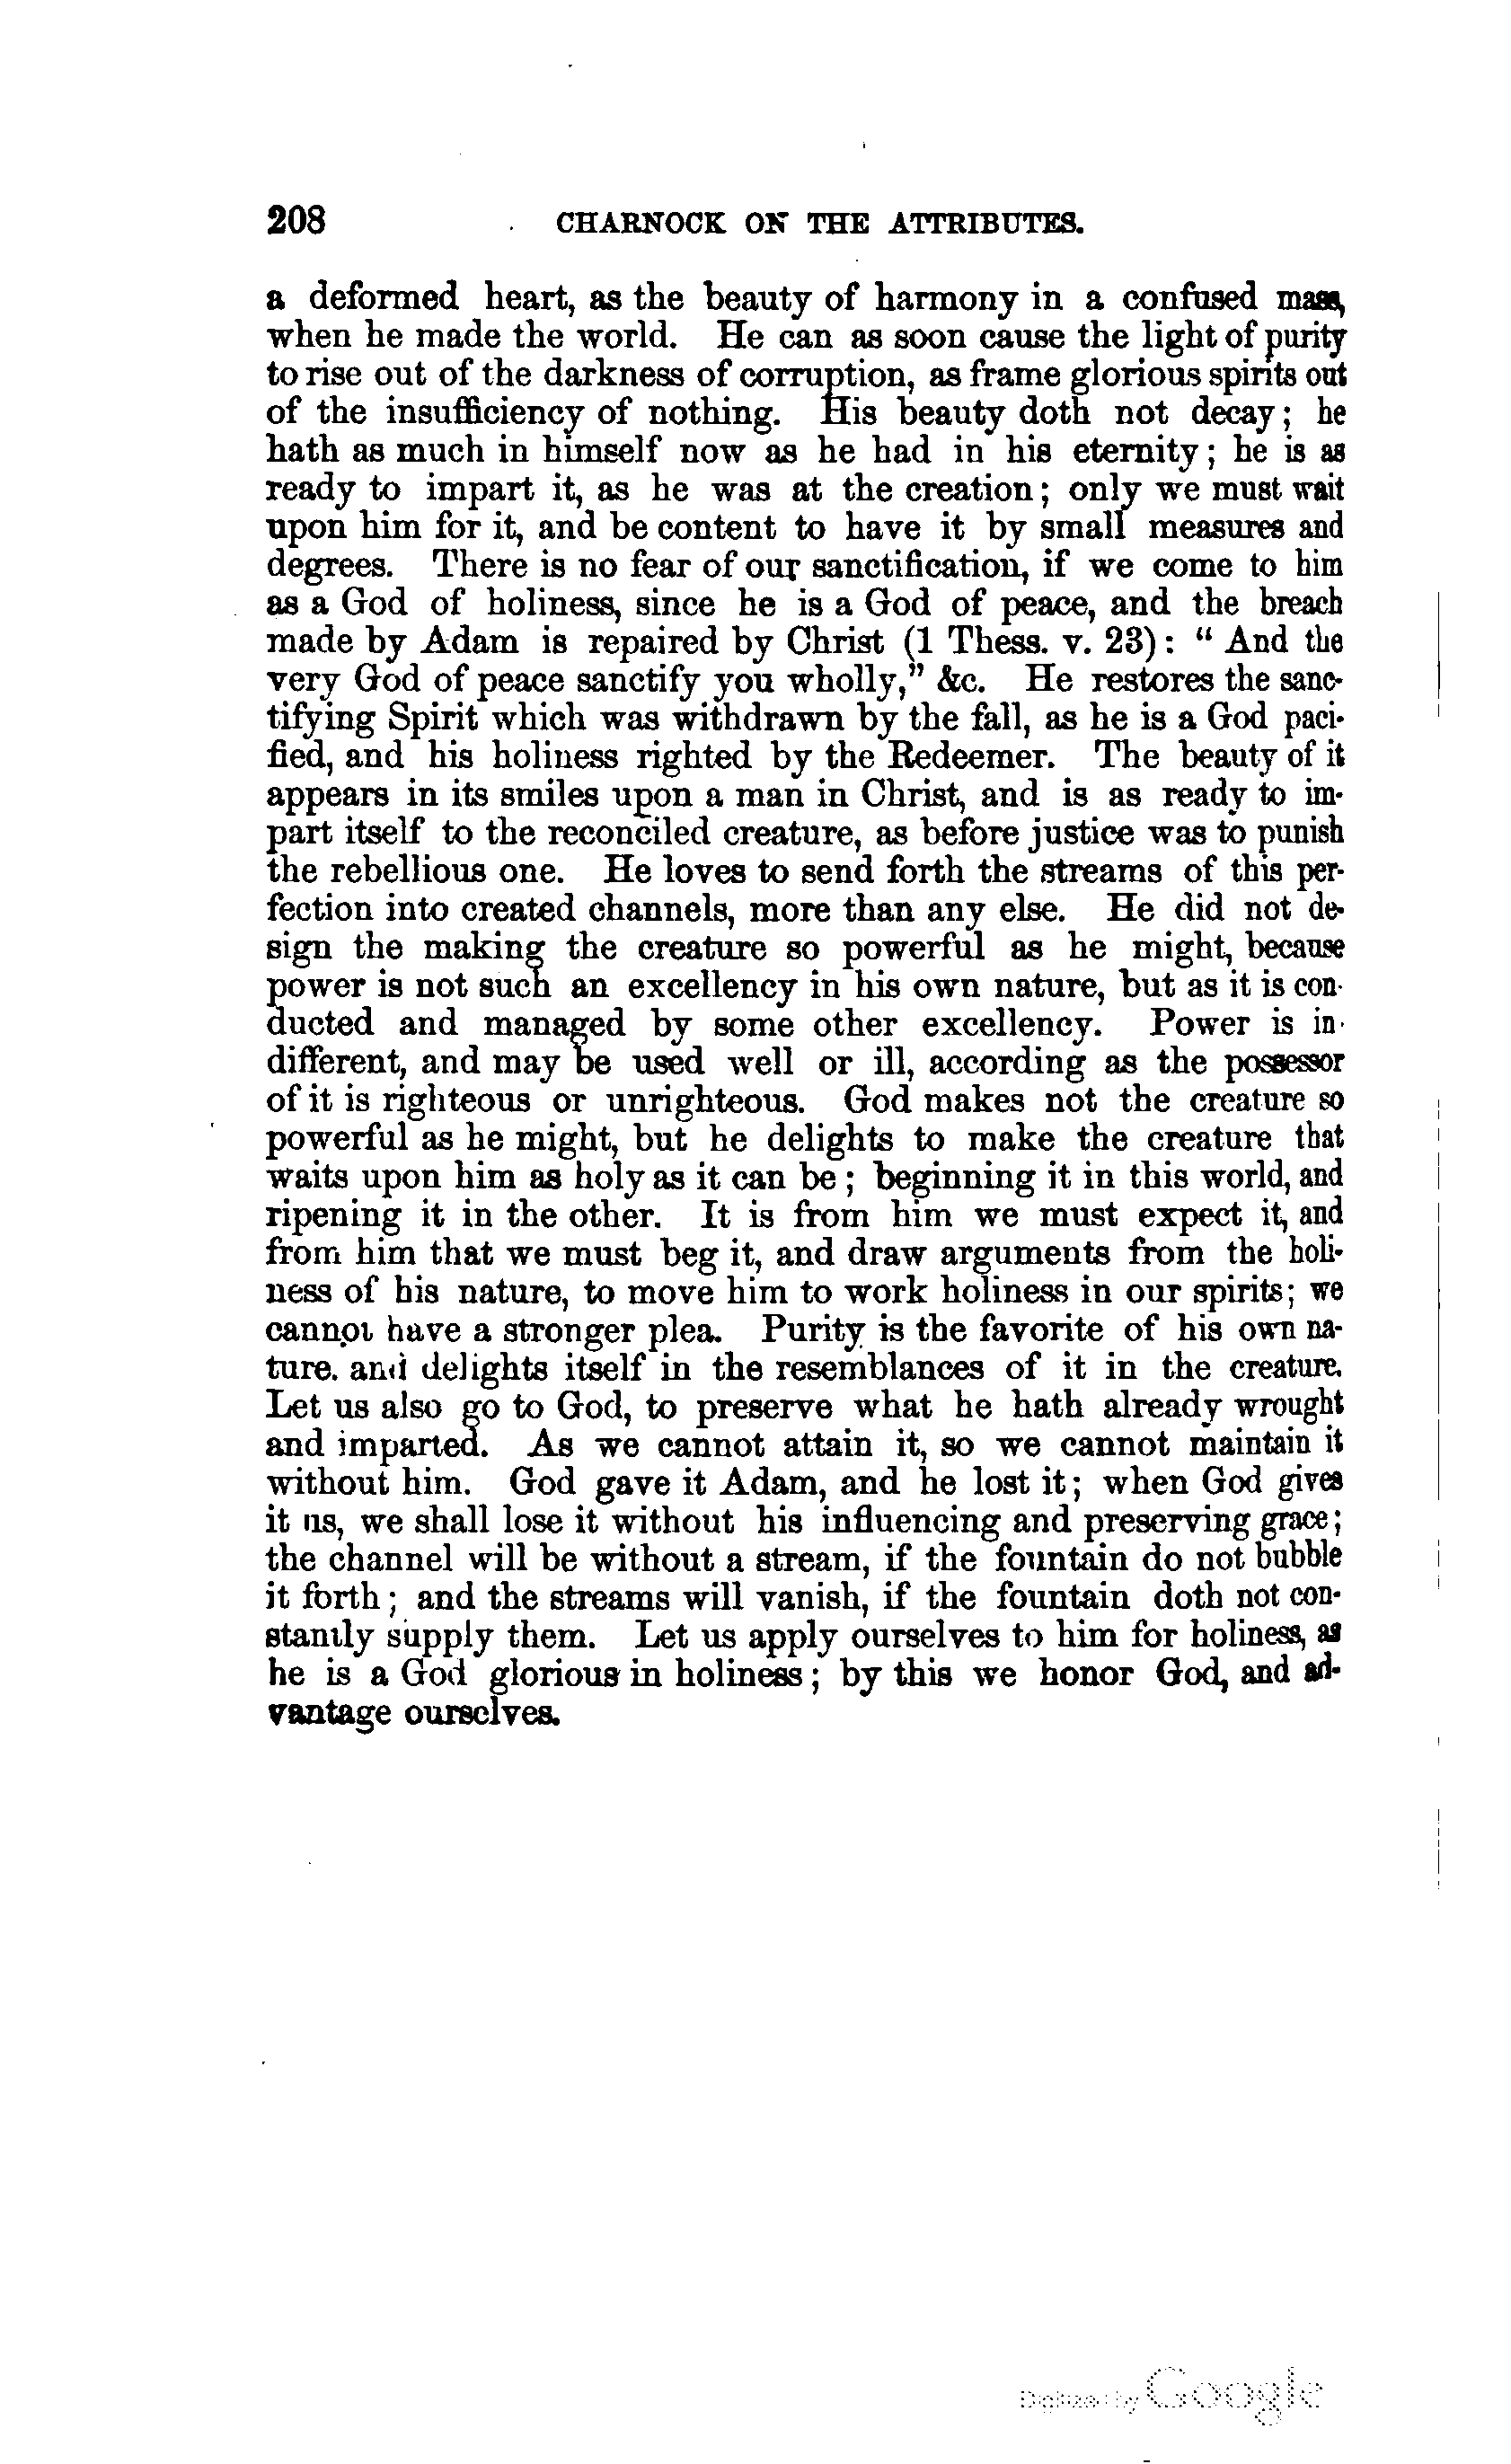 208 CHARNOCK ON THE ATTRIBUTES.
a deformed heart, as the beauty of harmony in a confused mass,
when he made the world. He can as soon cause the light of purity
to rise out of the darkness of corruption, as frame glorious spirits out
of the insufficiency of nothing. His beauty doth not decay; he
hath as much in himself now as he had in his eternity; he is as
ready to impart it, as he was at the creation; only we must wait
upon him for it, and be content to have it by small measures and
degrees. There is no fear of our sanctification, if we come to him
as a God of holiness, since he is a God of peace, and the breach
made by Adam is repaired by Christ (1 Thess. v. 23): “ And the
very God of peace sanctify you wholly,” &c. He restores the sanc-
tifying Spirit which was withdrawn by the fall, as he is a God paci-
fied, and his holiness righted by the Redeemer. The beauty of it
appears in its smiles upon a man in Christ, and is as ready to im-
part itself to the reconciled creature, as before justice was to punish
the rebellious one. He loves to send forth the streams of this per-
fection into created channels, more than any else. He did not de-
sign the making the creature so powerful as he might, because
power is not such an excellency in his own nature, but as it is con-
ducted and managed by some other excellency. Power is in-
different, and may be used well or ill, according as the possessor
of it is righteous or unrighteous. God makes not the creature so
powerful as he might, but he delights to make the creature that
waits upon him as holy as it can be; beginning it in this world, and
ripening it in the other. It is from him we must expect it, and
from him that we must beg it, and draw arguments from the holi-
ness of his nature, to move him to work holiness in our spirits; we
cannot have a stronger plea. Purity is the favorite of his own na-
ture. and delights itself in the resemblances of it in the creature.
Let us also go to God, to preserve what he hath already wrought
and imparted. As we cannot attain it, so we cannot maintain it
without him. God gave it Adam, and he lost it; when God gives
it us, we shall lose it without his influencing and preserving grace;
the channel will be without a stream, if the fountain do not bubble
it forth; and the streams will vanish, if the fountain doth not con-
stantly supply them. Let us apply ourselves to him for holiness, as
he is a God glorious in holiness; by this we honor God, and ad-
vantage ourselves.
Digitized by Google